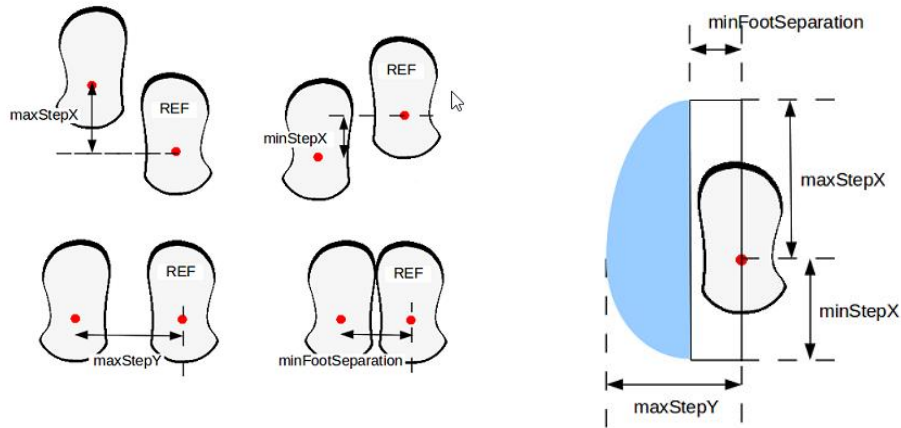 maxStepX
REF
minStepX
REF
maxStepY
REF
minFootSeparation
REF
minFootSeparation
maxStepX
minStepX
maxStepY